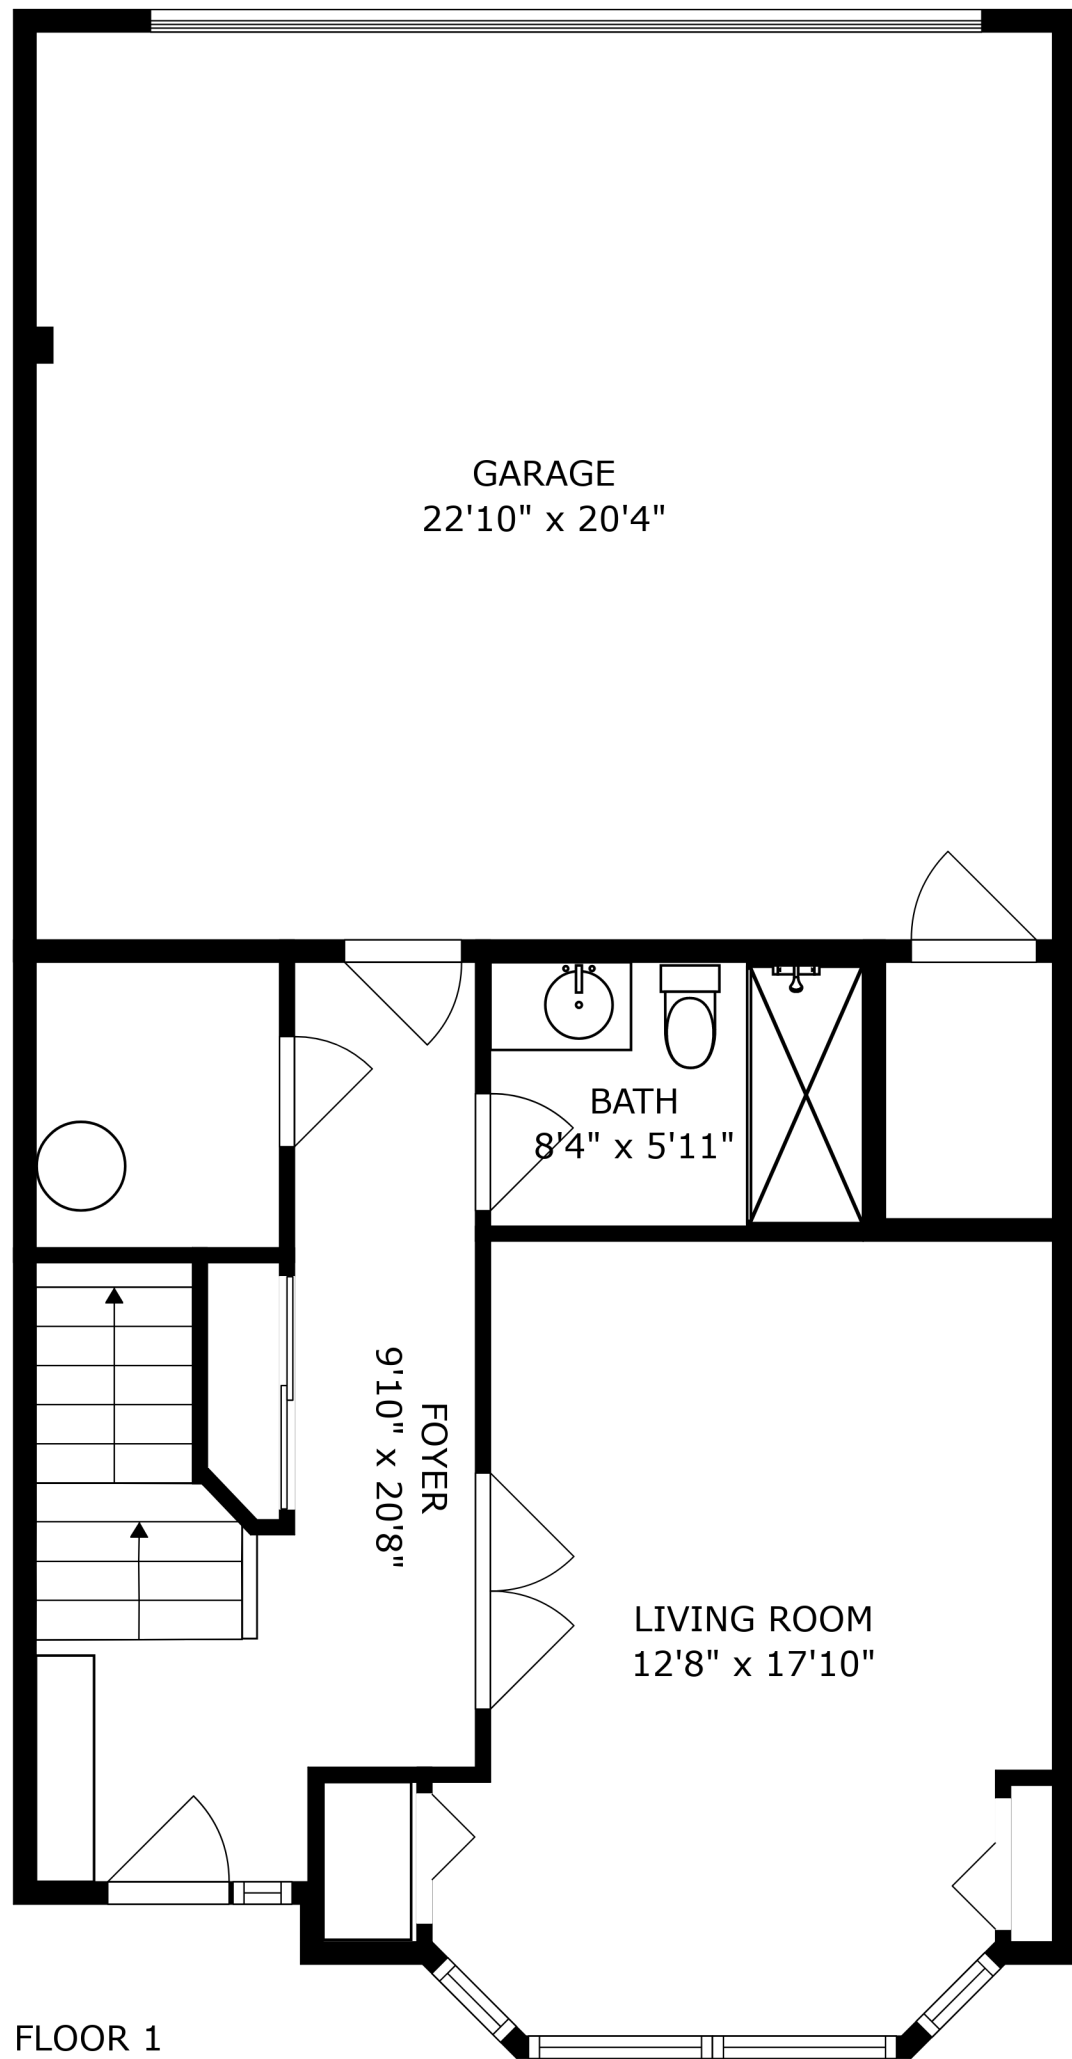 GARAGE
22'10" x 20'4"
BATH
8'4" x 5'11"
FOYER
9'10" x 20'8"
LIVING ROOM
12'8" x 17'10"
FLOOR 1